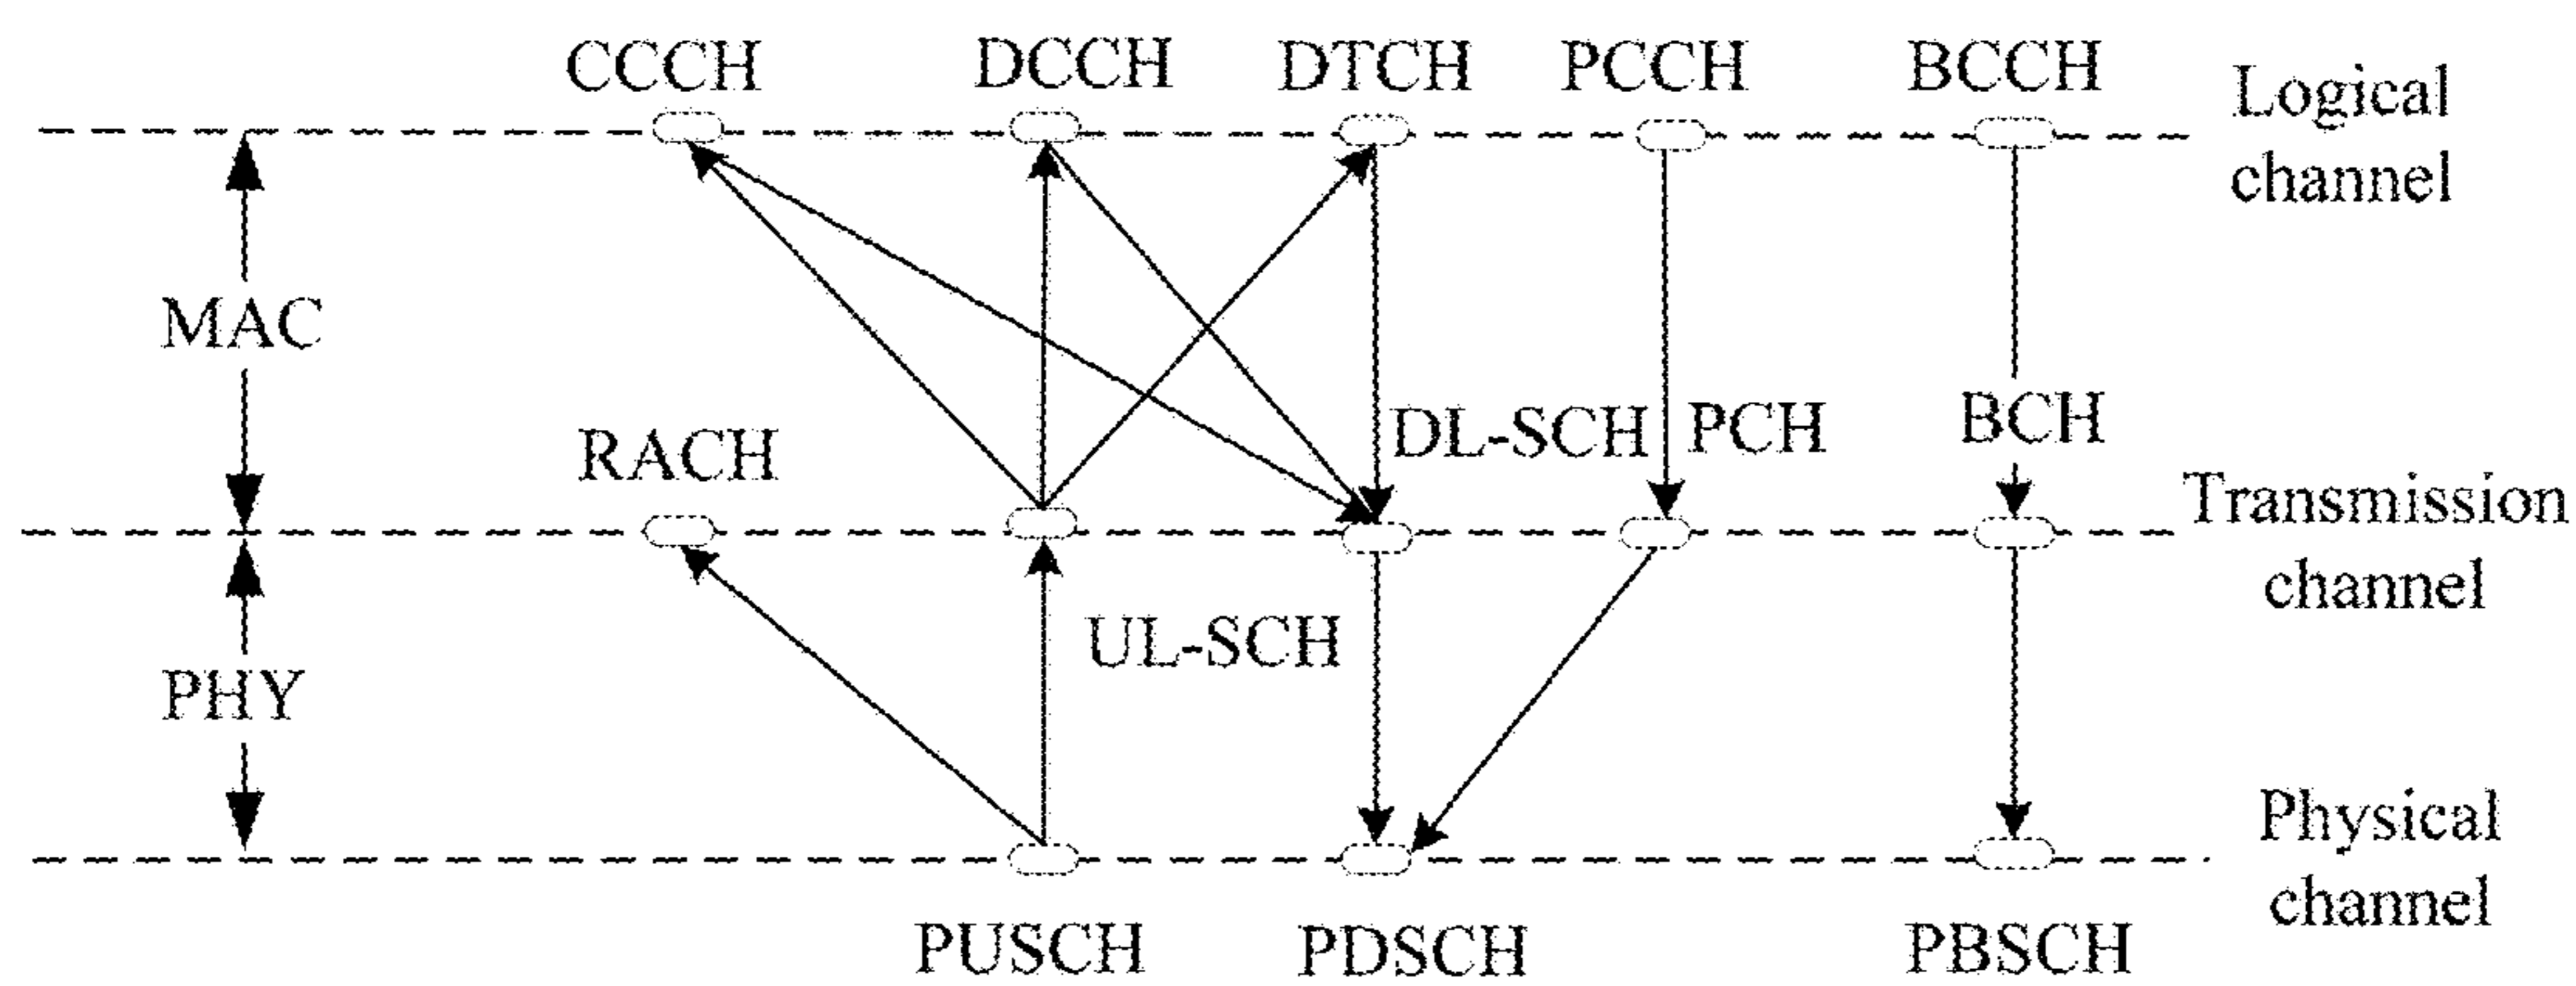 CCCH DCCH DTCH PCCH BCCH
Logical
channel
MAC
RACH DL-SCH PCH BCH
Transmission
channel
UL-SCH
PHY
Physical
channel
PUSCH PDSCH PBSCH